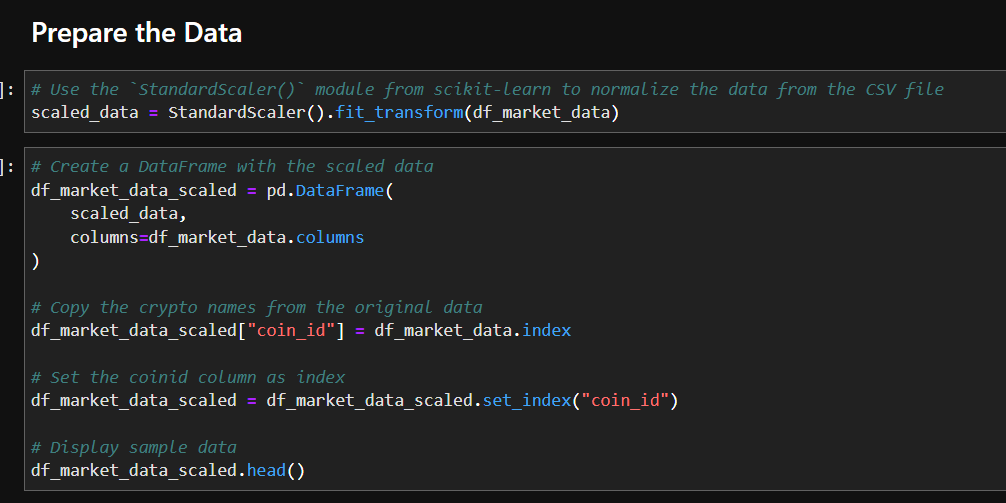 Prepare the Data
]:
# Use the `StandardScaler()` module from scikit-learn to normalize the data from the CSV file
scaled_data = StandardScaler().fit_transform(df_market_data)
]:
# Create a DataFrame with the scaled data
df_market_data_scaled = pd.DataFrame(
    scaled_data,
    columns=df_market_data.columns
)

# Copy the crypto names from the original data
df_market_data_scaled["coin_id"] = df_market_data.index

# Set the coinid column as index
df_market_data_scaled = df_market_data_scaled.set_index("coin_id")

# Display sample data
df_market_data_scaled.head()